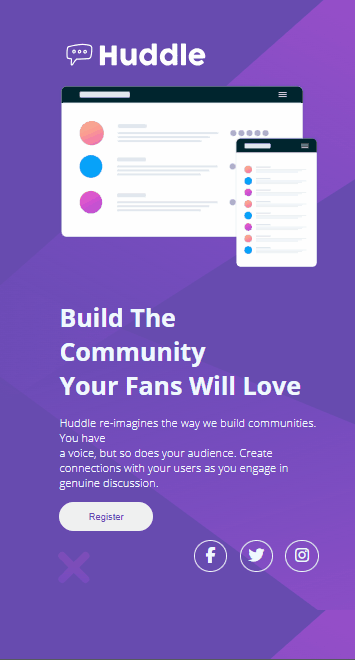 Huddle
Build The
Community
Your Fans Will Love
Huddle re-imagines the way we build communities.
You have
a voice, but so does your audience. Create
connections with your users as you engage in
genuine discussion.
Register